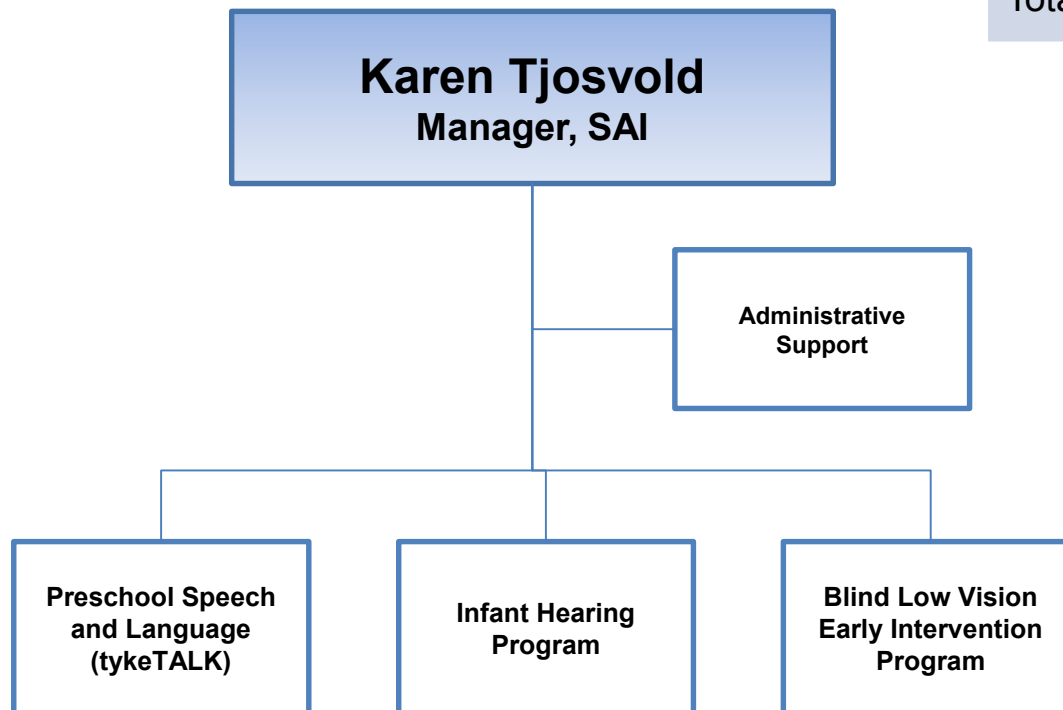 Karen Tjosvold
Manager, SAI
Administrative
Support
Preschool Speech
and Language
(tykeTALK)
Infant Hearing
Program
Blind Low Vision
Early Intervention
Program